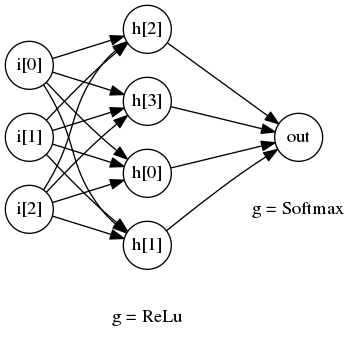 h[2]
i[0]
h[3]
i[1]
out
h[0]
i[2]
g = Softmax
h[1]
g = ReLu